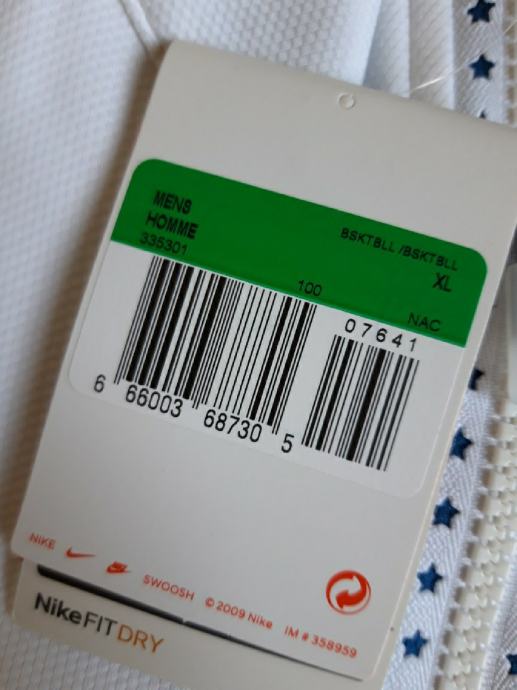 MENS
HOMME
335301
BSKTBLL /BSKTBLL
XL
100
NAC
07641
6 66003 68730 5
NIKE SWOOSH © 2009 Nike IM # 358959
NikeFITDRY